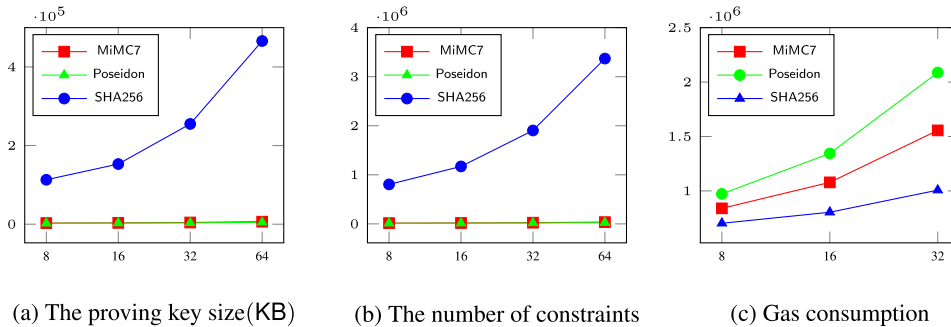 ·10^5
4
2
0
MiMC7
Poseidon
SHA256
8 16 32 64
(a) The proving key size(KB)
·10^6
4
3
2
1
0
MiMC7
Poseidon
SHA256
8 16 32 64
(b) The number of constraints
·10^6
2.5
2
1.5
1
MiMC7
Poseidon
SHA256
8 16 32
(c) Gas consumption